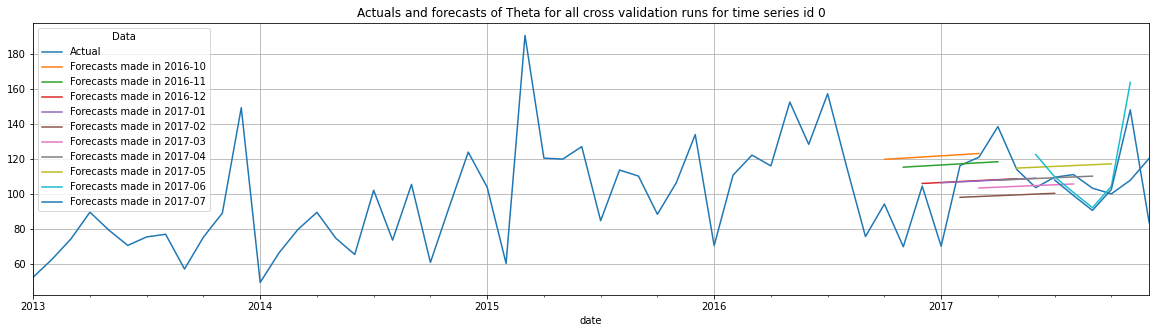 Actuals and forecasts of Theta for all cross validation runs for time series id 0
Data
Actual
Forecasts made in 2016-10
Forecasts made in 2016-11
Forecasts made in 2016-12
Forecasts made in 2017-01
Forecasts made in 2017-02
Forecasts made in 2017-03
Forecasts made in 2017-04
Forecasts made in 2017-05
Forecasts made in 2017-06
Forecasts made in 2017-07
180
160
140
120
100
80
60
2013
2014
2015
2016
2017
date